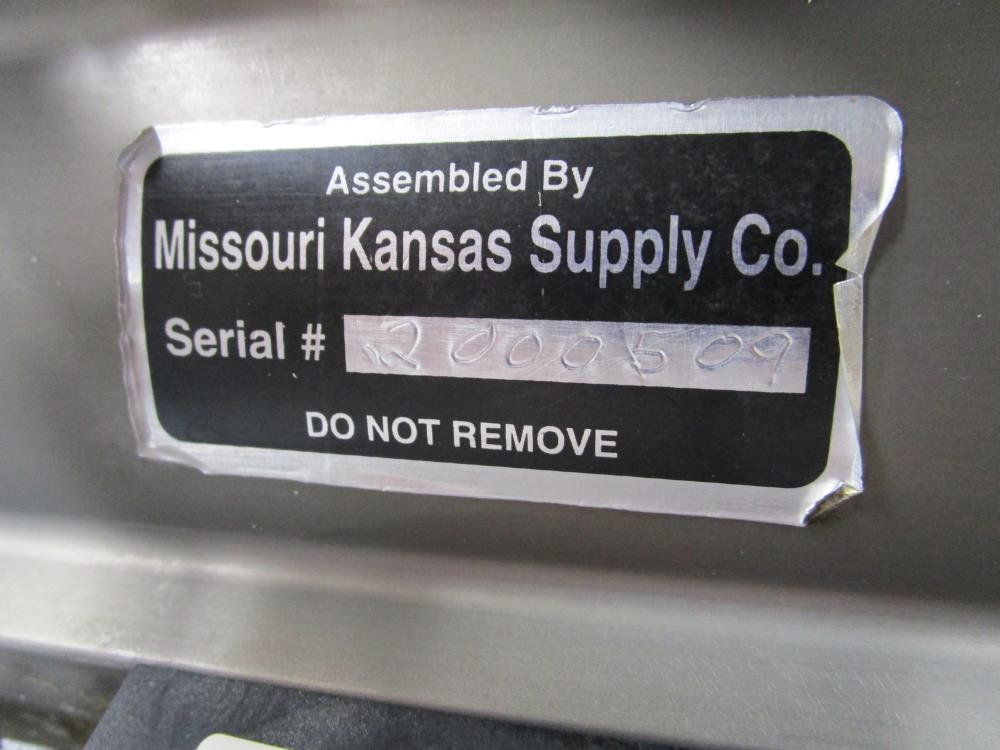 Assembled By
Missouri Kansas Supply Co.
Serial # 2000509
DO NOT REMOVE